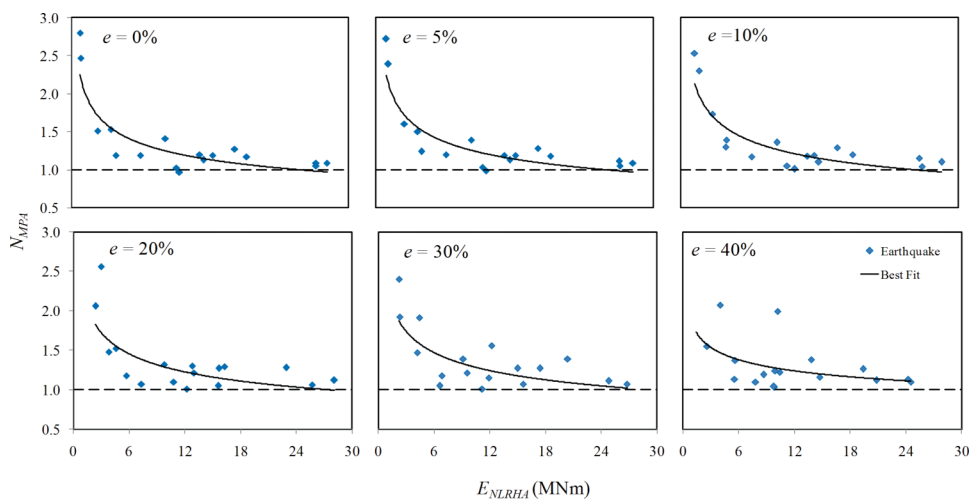 3.0
2.5
2.0
1.5
1.0
0.5
e = 0%
e = 5%
e =10%
N_MPA
3.0
2.5
2.0
1.5
1.0
0.5
e = 20%
e = 30%
e = 40%
Earthquake
Best Fit
0 6 12 18 24 30
0 6 12 18 24 30
0 6 12 18 24 30
E_NLRHA (MNm)